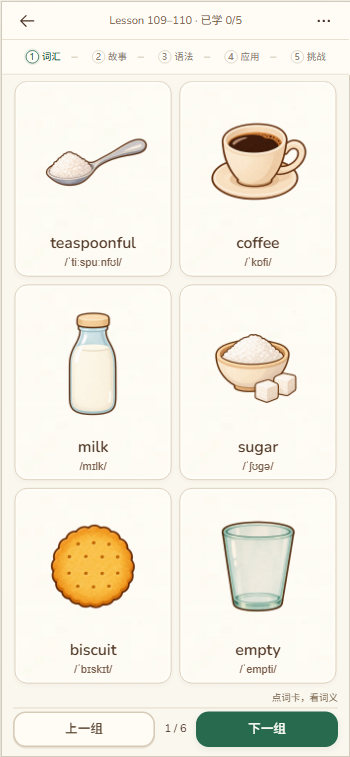 Lesson 109–110 · 已学 0/5
1 词汇 – 2 故事 – 3 语法 – 4 应用 – 5 挑战
teaspoonful coffee
/ˈtiːspuːnfʊl/ /ˈkɒfi/
milk sugar
/mɪlk/ /ˈʃʊɡə/
biscuit empty
/ˈbɪskɪt/ /ˈempti/
点词卡，看词义
上一组 1 / 6 下一组